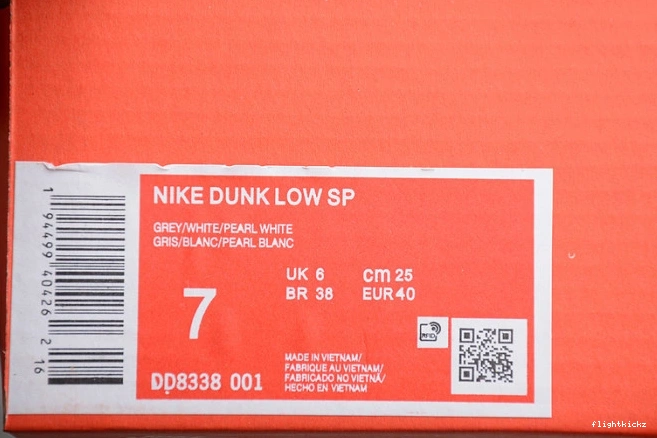 NIKE DUNK LOW SP
GREY/WHITE/PEARL WHITE
GRIS/BLANC/PEARL BLANC
7
UK 6 cm 25
BR 38 EUR 40
RFID
MADE IN VIETNAM/
FABRIQUE AU VIETNAM/
FABRICADO NO VIETNÃ/
HECHO EN VIETNAM
DD8338 001
1 94499 40426 2 16
flightkickz